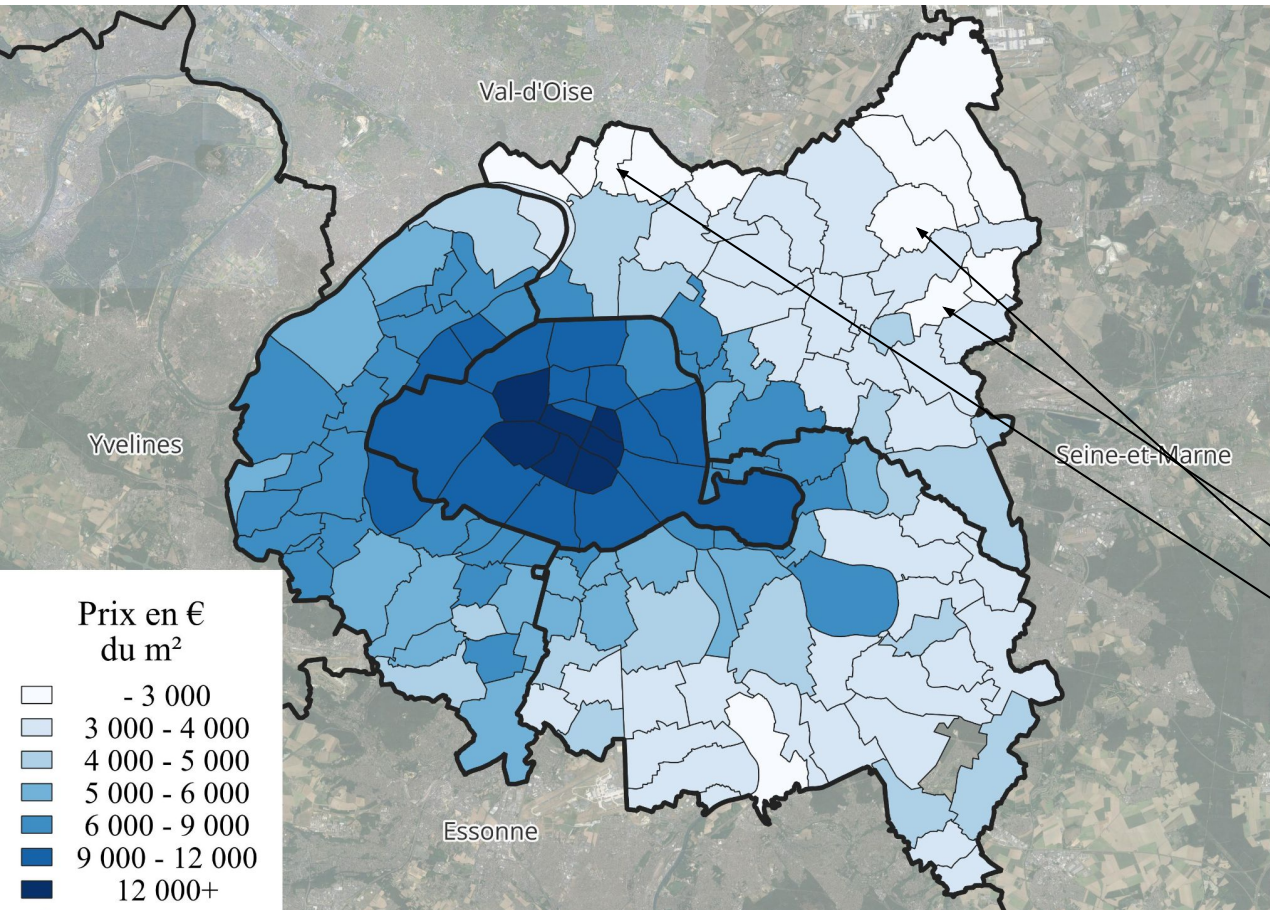 Val-d'Oise
Yvelines
Seine-et-Marne
Essonne
Prix en €
du m²
- 3 000
3 000 - 4 000
4 000 - 5 000
5 000 - 6 000
6 000 - 9 000
9 000 - 12 000
12 000+